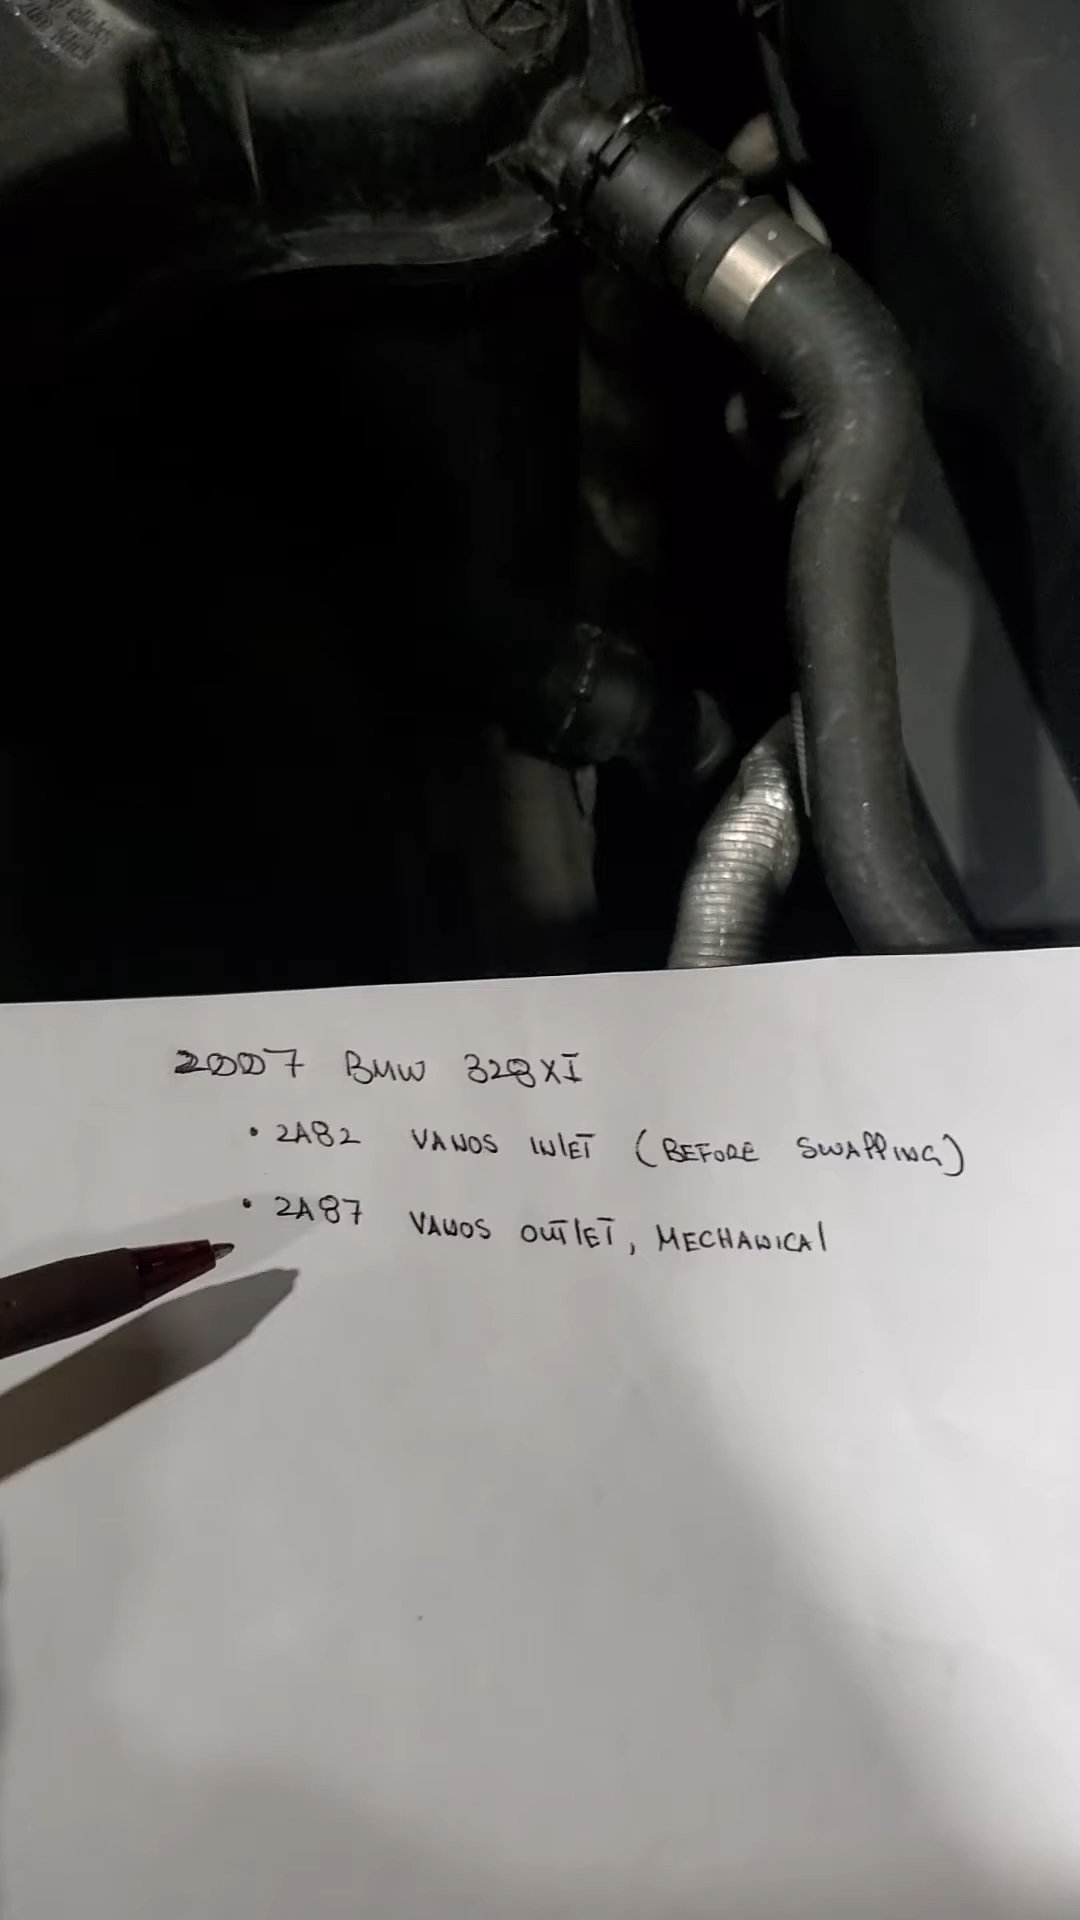 2007 BMW 328XI
• 2A82 VANOS INLET (BEFORE SWAPPING)
• 2A87 VANOS OUTLET, MECHANICAL